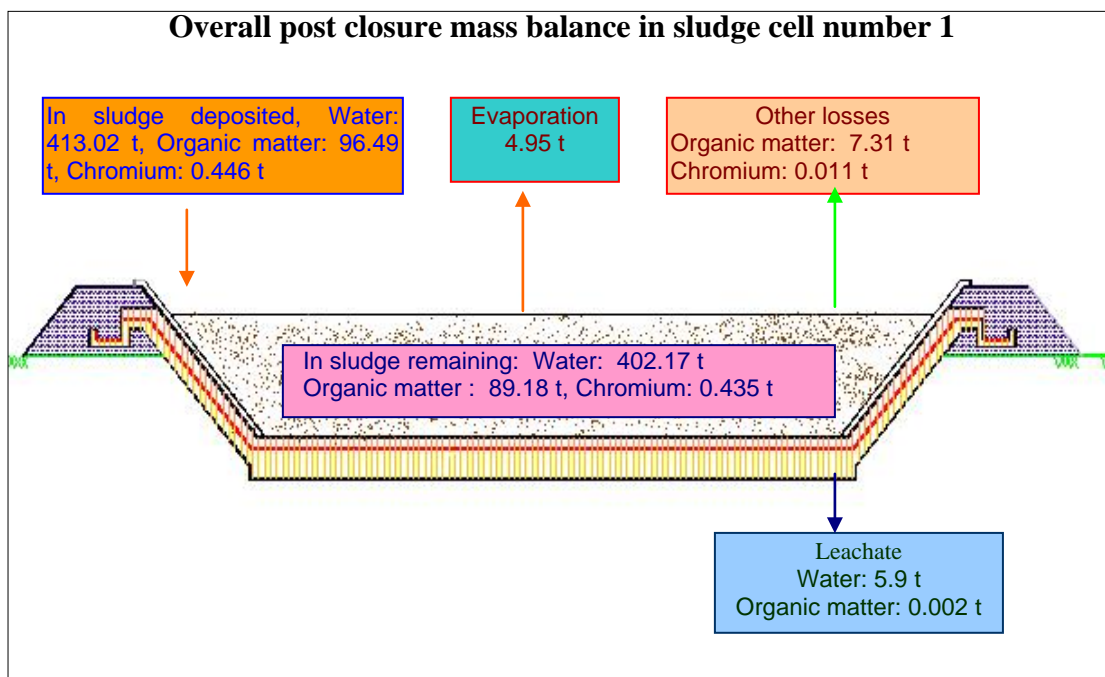 Overall post closure mass balance in sludge cell number 1
In sludge deposited, Water:
413.02 t, Organic matter: 96.49
t, Chromium: 0.446 t
Evaporation
4.95 t
Other losses
Organic matter: 7.31 t
Chromium: 0.011 t
In sludge remaining: Water: 402.17 t
Organic matter : 89.18 t, Chromium: 0.435 t
Leachate
Water: 5.9 t
Organic matter: 0.002 t